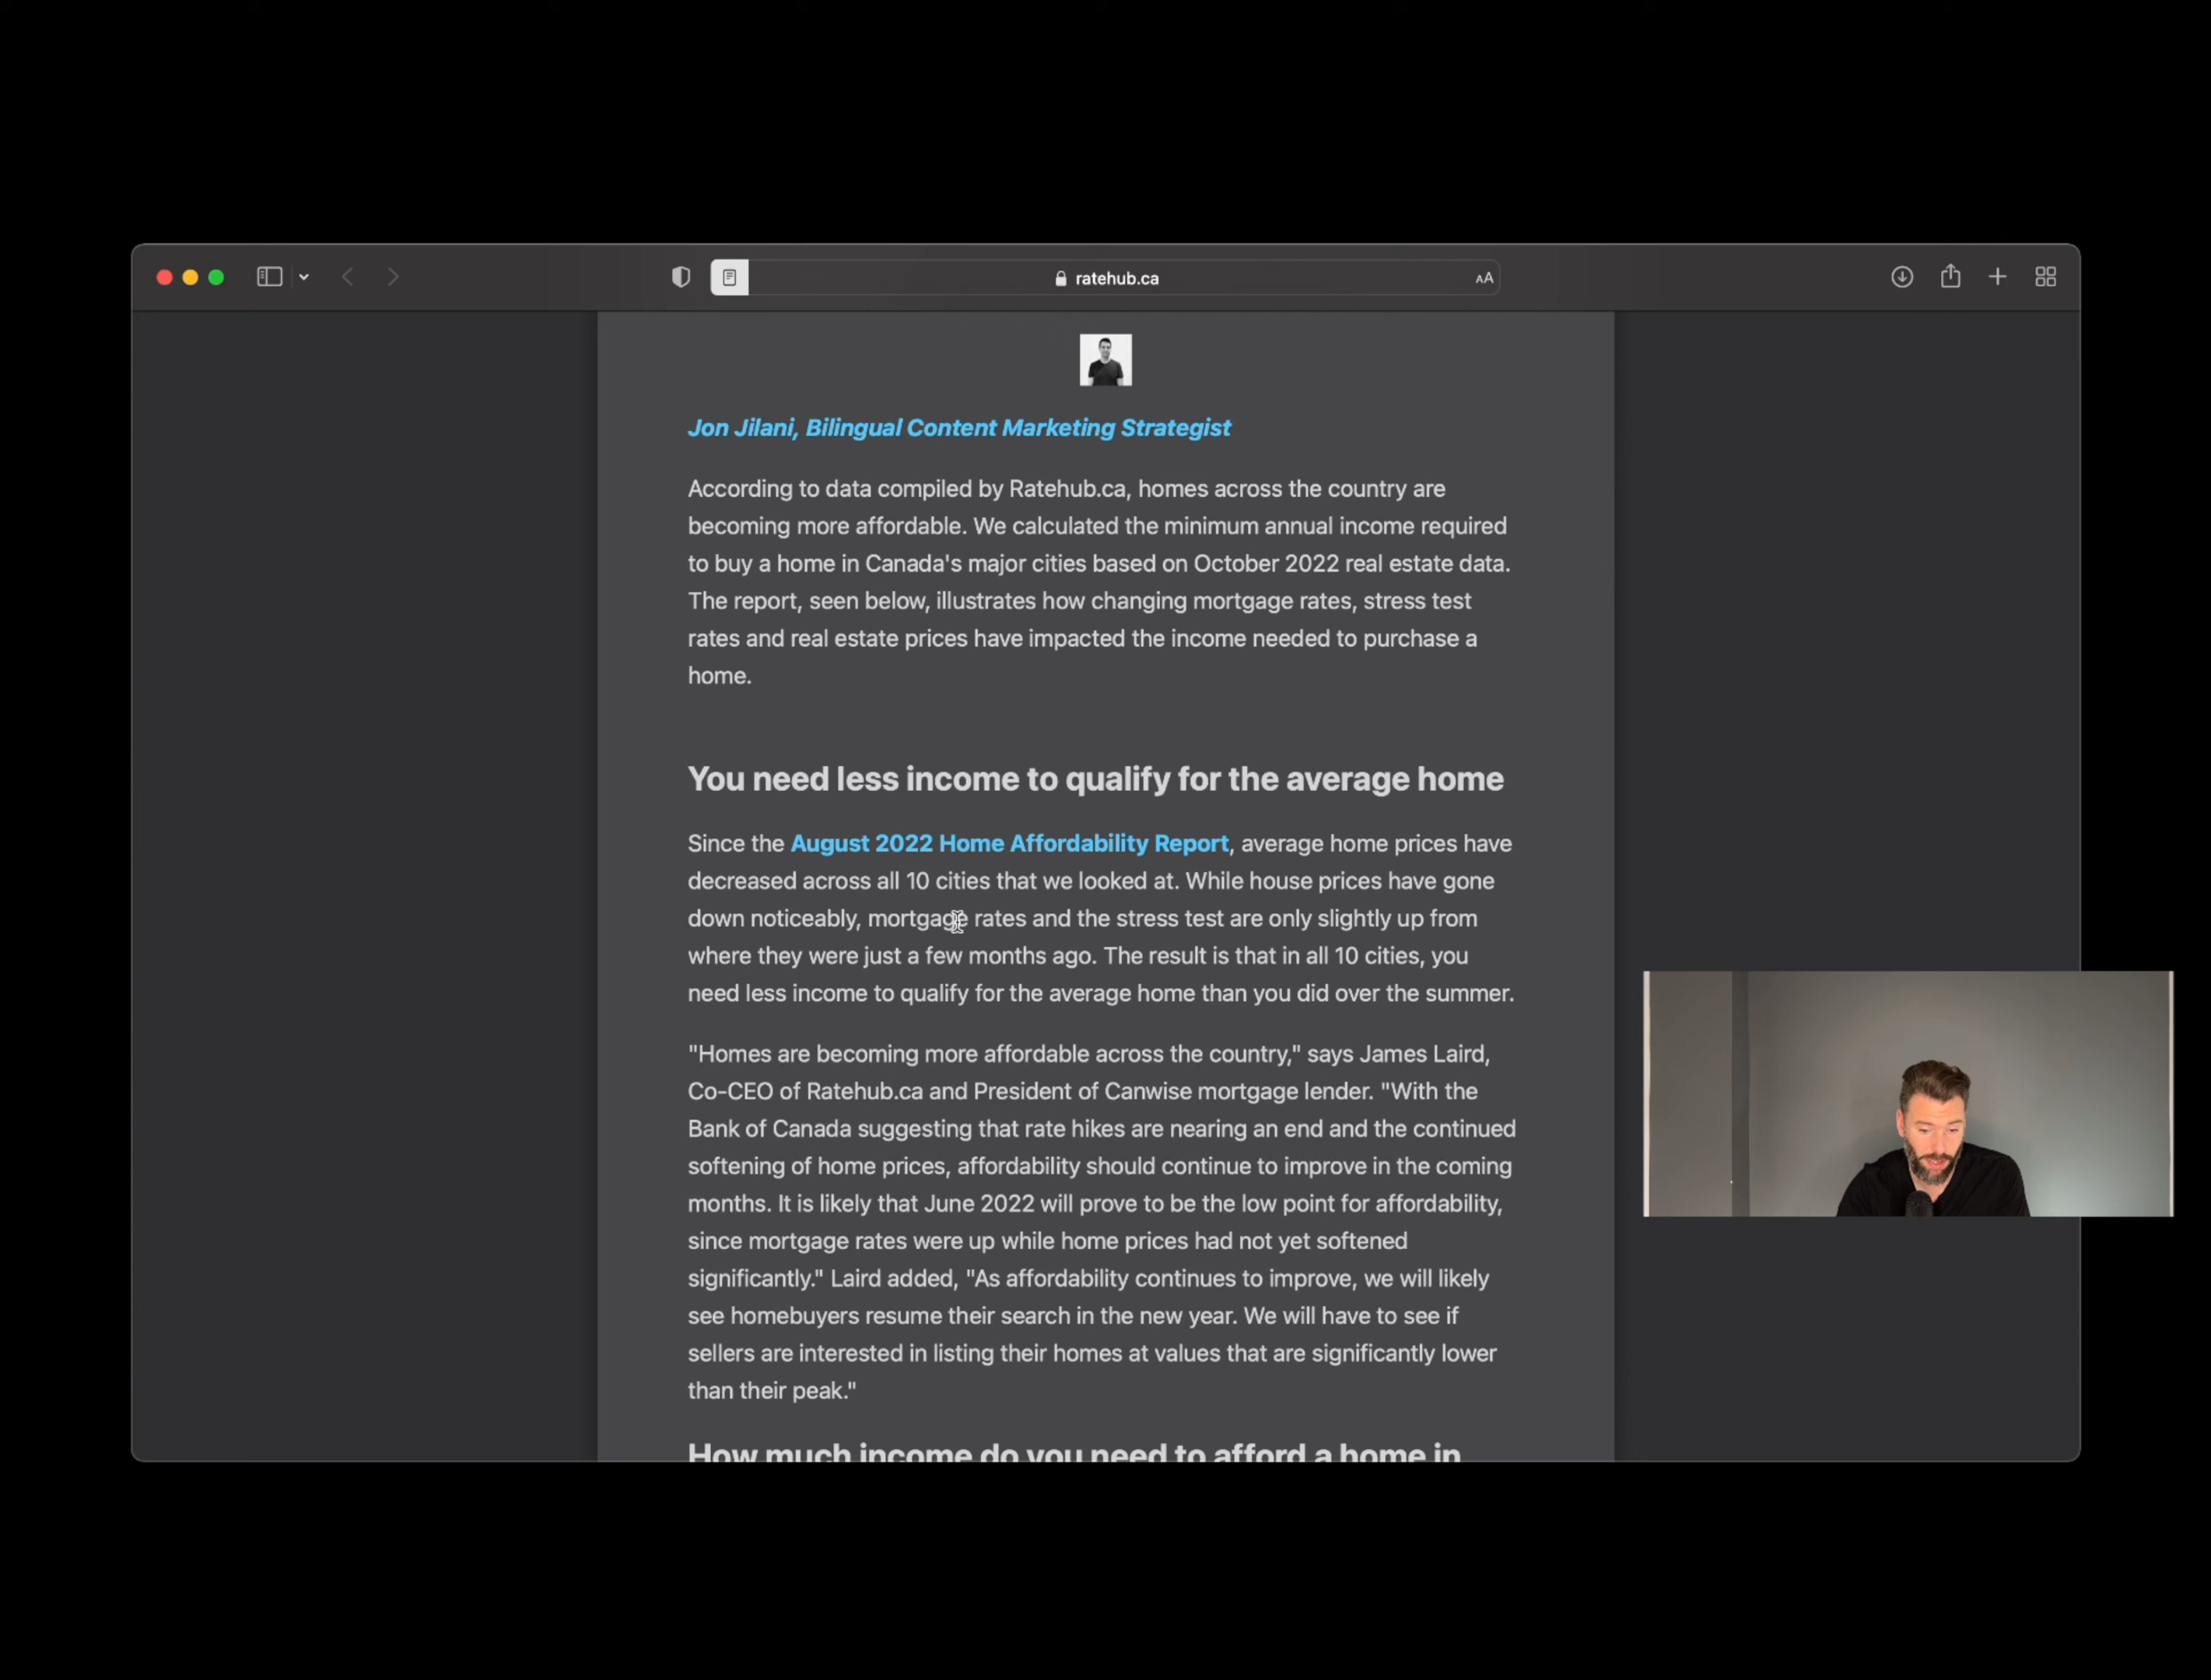 ratehub.ca
AA
Jon Jilani, Bilingual Content Marketing Strategist
According to data compiled by Ratehub.ca, homes across the country are
becoming more affordable. We calculated the minimum annual income required
to buy a home in Canada's major cities based on October 2022 real estate data.
The report, seen below, illustrates how changing mortgage rates, stress test
rates and real estate prices have impacted the income needed to purchase a
home.
You need less income to qualify for the average home
Since the August 2022 Home Affordability Report, average home prices have
decreased across all 10 cities that we looked at. While house prices have gone
down noticeably, mortgage rates and the stress test are only slightly up from
where they were just a few months ago. The result is that in all 10 cities, you
need less income to qualify for the average home than you did over the summer.
"Homes are becoming more affordable across the country," says James Laird,
Co-CEO of Ratehub.ca and President of Canwise mortgage lender. "With the
Bank of Canada suggesting that rate hikes are nearing an end and the continued
softening of home prices, affordability should continue to improve in the coming
months. It is likely that June 2022 will prove to be the low point for affordability,
since mortgage rates were up while home prices had not yet softened
significantly." Laird added, "As affordability continues to improve, we will likely
see homebuyers resume their search in the new year. We will have to see if
sellers are interested in listing their homes at values that are significantly lower
than their peak."
How much income do you need to afford a home in